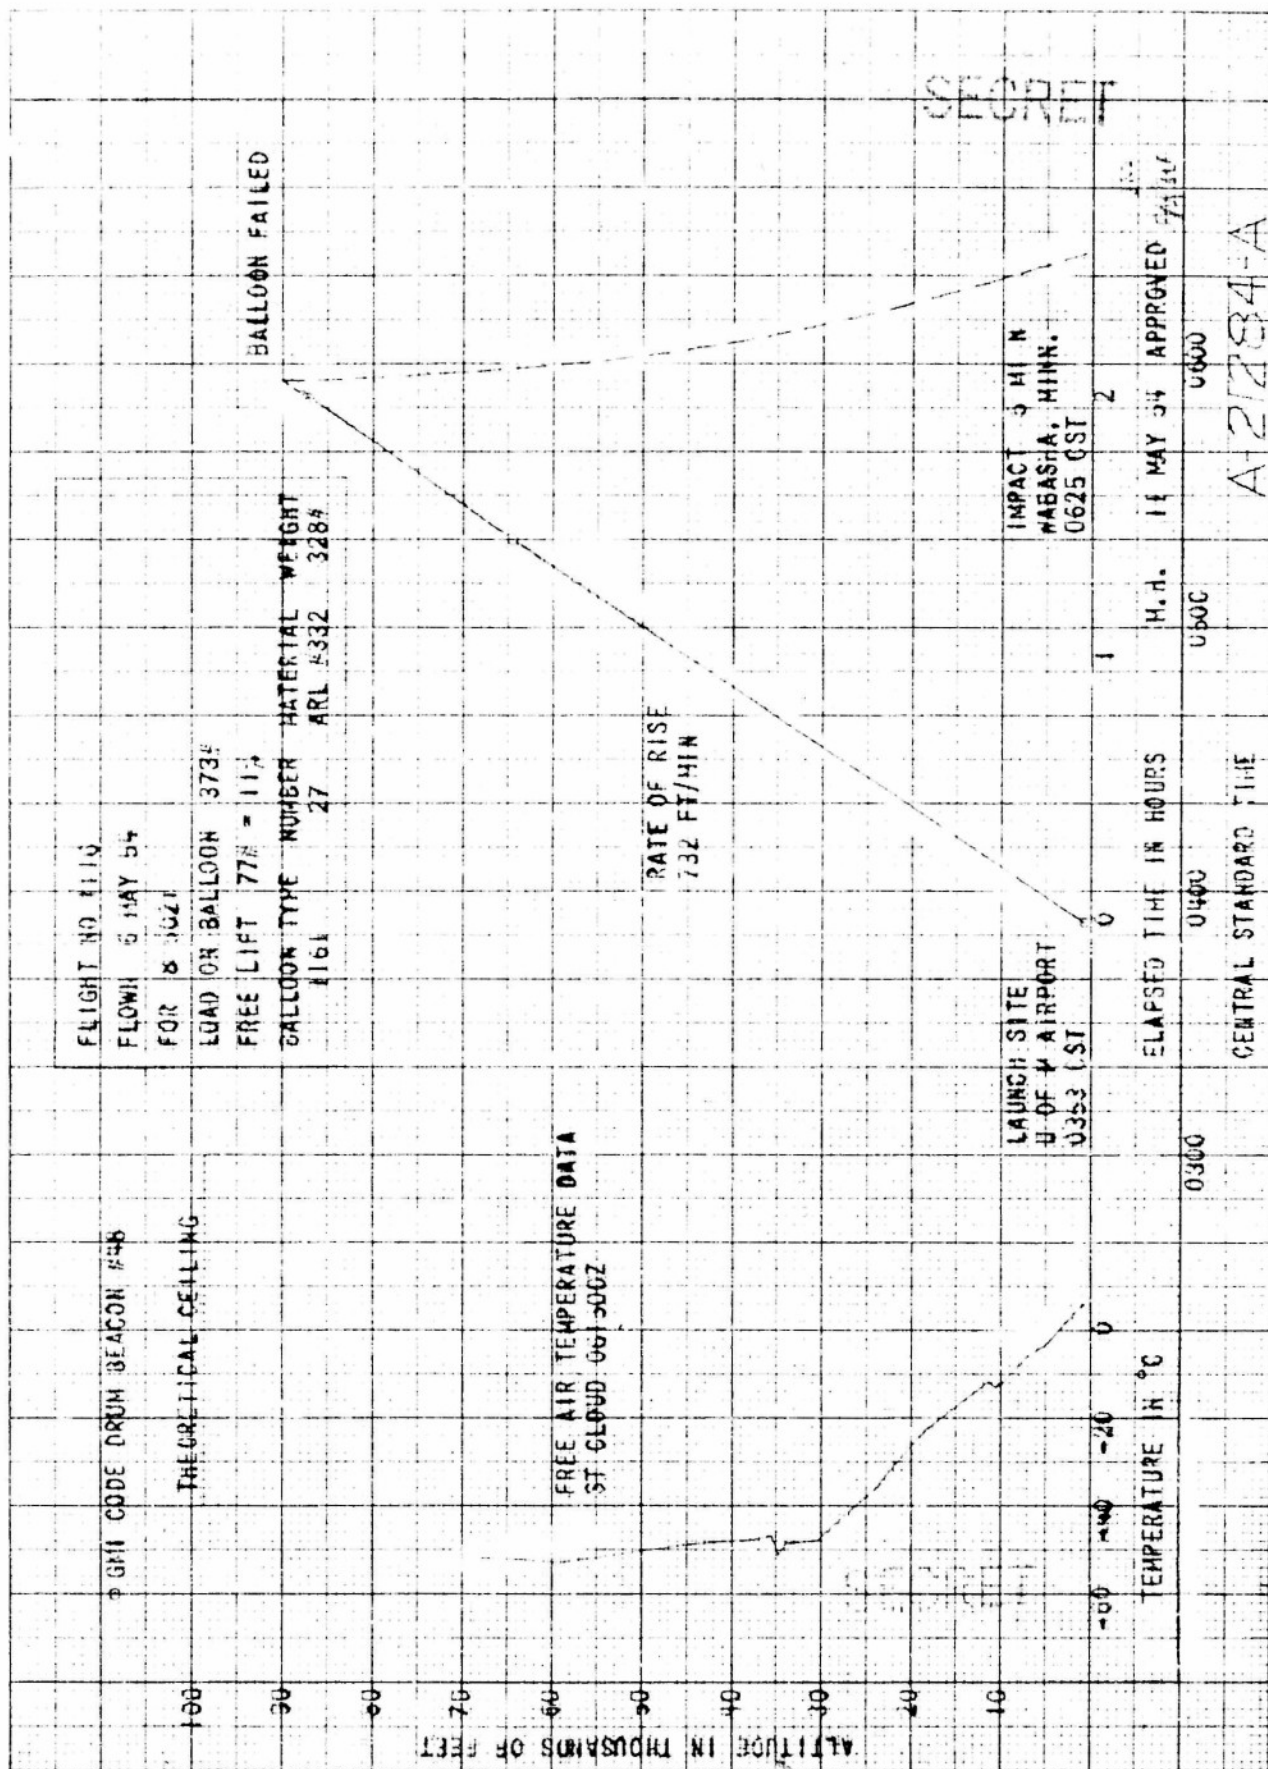 GMI CODE DRUM BEACON #48
THEORETICAL CEILING
FLIGHT NO
FLOWN 6 MAY 54
FOR
LOAD ON BALLOON 373#
FREE LIFT 77# = 11%
BALLOON TYPE NUMBER MATERIAL WEIGHT
116L 27 ARL #332 328#
BALLOON FAILED
FREE AIR TEMPERATURE DATA
ST CLOUD
RATE OF RISE
732 FT/MIN
SECRET
LAUNCH SITE
U OF M AIRPORT
0353 CST
IMPACT 5 MI N
WABASHA, MINN.
0625 CST
ALTITUDE IN THOUSANDS OF FEET
100
90
80
70
60
50
40
30
20
10
-60 -40 -20 0
TEMPERATURE IN °C
0 1 2
ELAPSED TIME IN HOURS
M.H. MAY 54 APPROVED
0300 0400 0500 0600
CENTRAL STANDARD TIME
A-21284-A